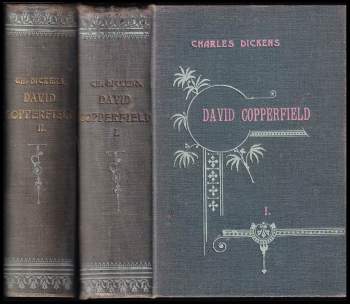 CH. DICKENS
DAVID
COPPERFIELD
II.
CH. DICKENS
DAVID
COPPERFIELD
I.
CHARLES DICKENS
DAVID COPPERFIELD
I.